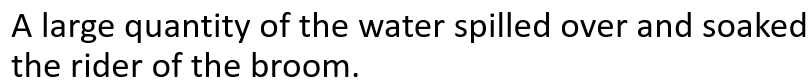 A large quantity of the water spilled over and soaked
the rider of the broom.